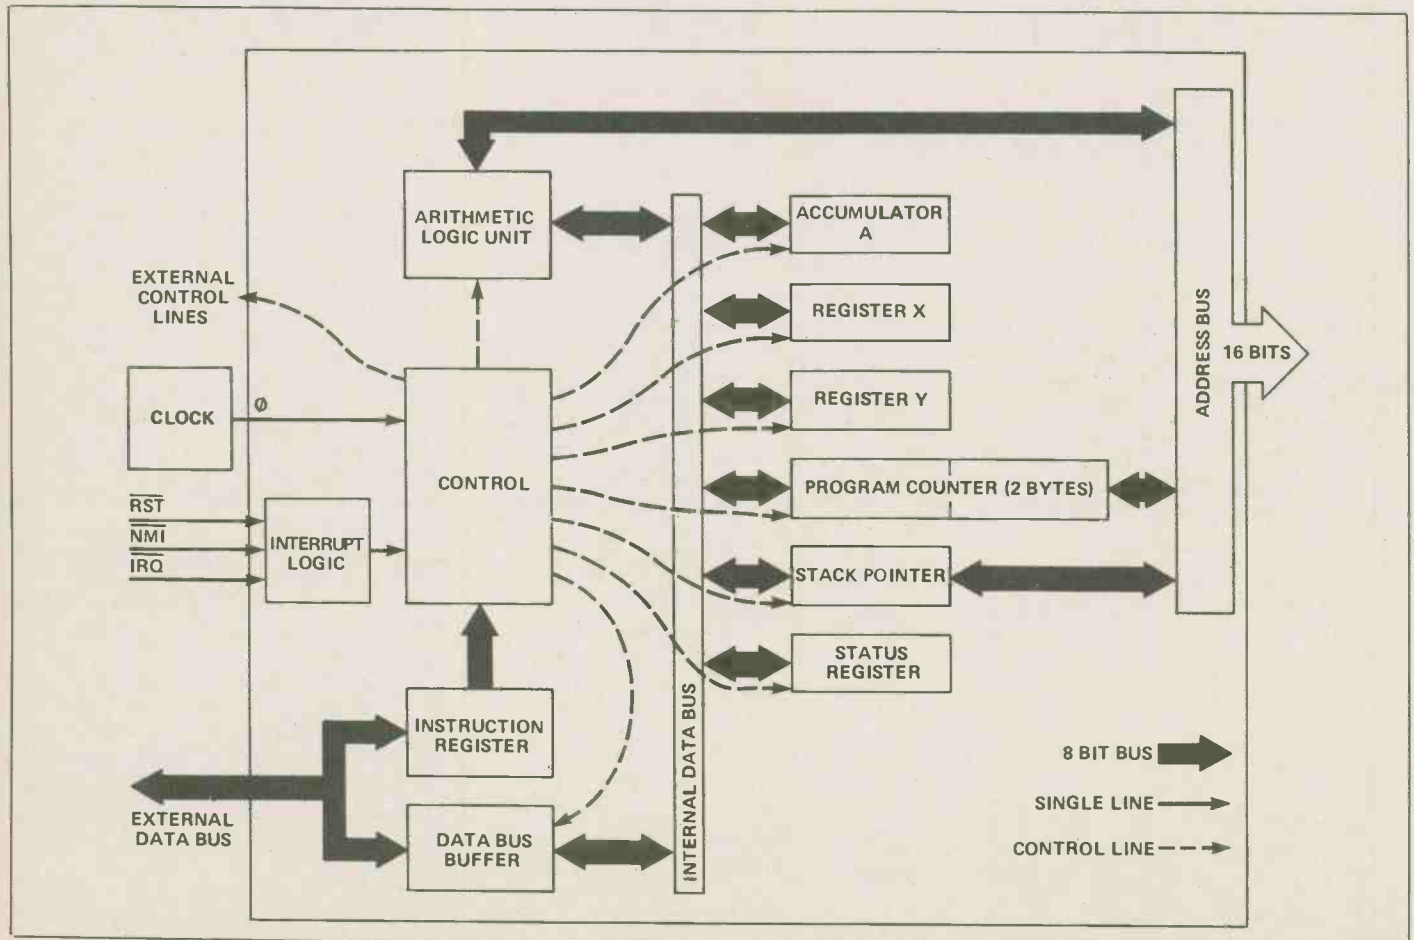 ARITHMETIC
LOGIC UNIT
ACCUMULATOR
A
EXTERNAL
CONTROL
LINES
REGISTER X
ADDRESS BUS
16 BITS
CLOCK
Ø
REGISTER Y
CONTROL
PROGRAM COUNTER (2 BYTES)
RST
NMI
IRQ
INTERRUPT
LOGIC
STACK POINTER
STATUS
REGISTER
INSTRUCTION
REGISTER
INTERNAL DATA BUS
EXTERNAL
DATA BUS
DATA BUS
BUFFER
8 BIT BUS
SINGLE LINE
CONTROL LINE